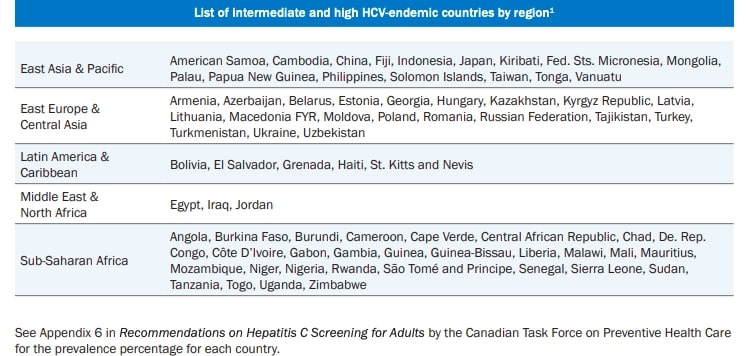 List of intermediate and high HCV-endemic countries by region¹
East Asia & Pacific
American Samoa, Cambodia, China, Fiji, Indonesia, Japan, Kiribati, Fed. Sts. Micronesia, Mongolia,
Palau, Papua New Guinea, Philippines, Solomon Islands, Taiwan, Tonga, Vanuatu
East Europe &
Central Asia
Armenia, Azerbaijan, Belarus, Estonia, Georgia, Hungary, Kazakhstan, Kyrgyz Republic, Latvia,
Lithuania, Macedonia FYR, Moldova, Poland, Romania, Russian Federation, Tajikistan, Turkey,
Turkmenistan, Ukraine, Uzbekistan
Latin America &
Caribbean
Bolivia, El Salvador, Grenada, Haiti, St. Kitts and Nevis
Middle East &
North Africa
Egypt, Iraq, Jordan
Sub-Saharan Africa
Angola, Burkina Faso, Burundi, Cameroon, Cape Verde, Central African Republic, Chad, De. Rep.
Congo, Côte D’Ivoire, Gabon, Gambia, Guinea, Guinea-Bissau, Liberia, Malawi, Mali, Mauritius,
Mozambique, Niger, Nigeria, Rwanda, São Tomé and Principe, Senegal, Sierra Leone, Sudan,
Tanzania, Togo, Uganda, Zimbabwe
See Appendix 6 in Recommendations on Hepatitis C Screening for Adults by the Canadian Task Force on Preventive Health Care
for the prevalence percentage for each country.